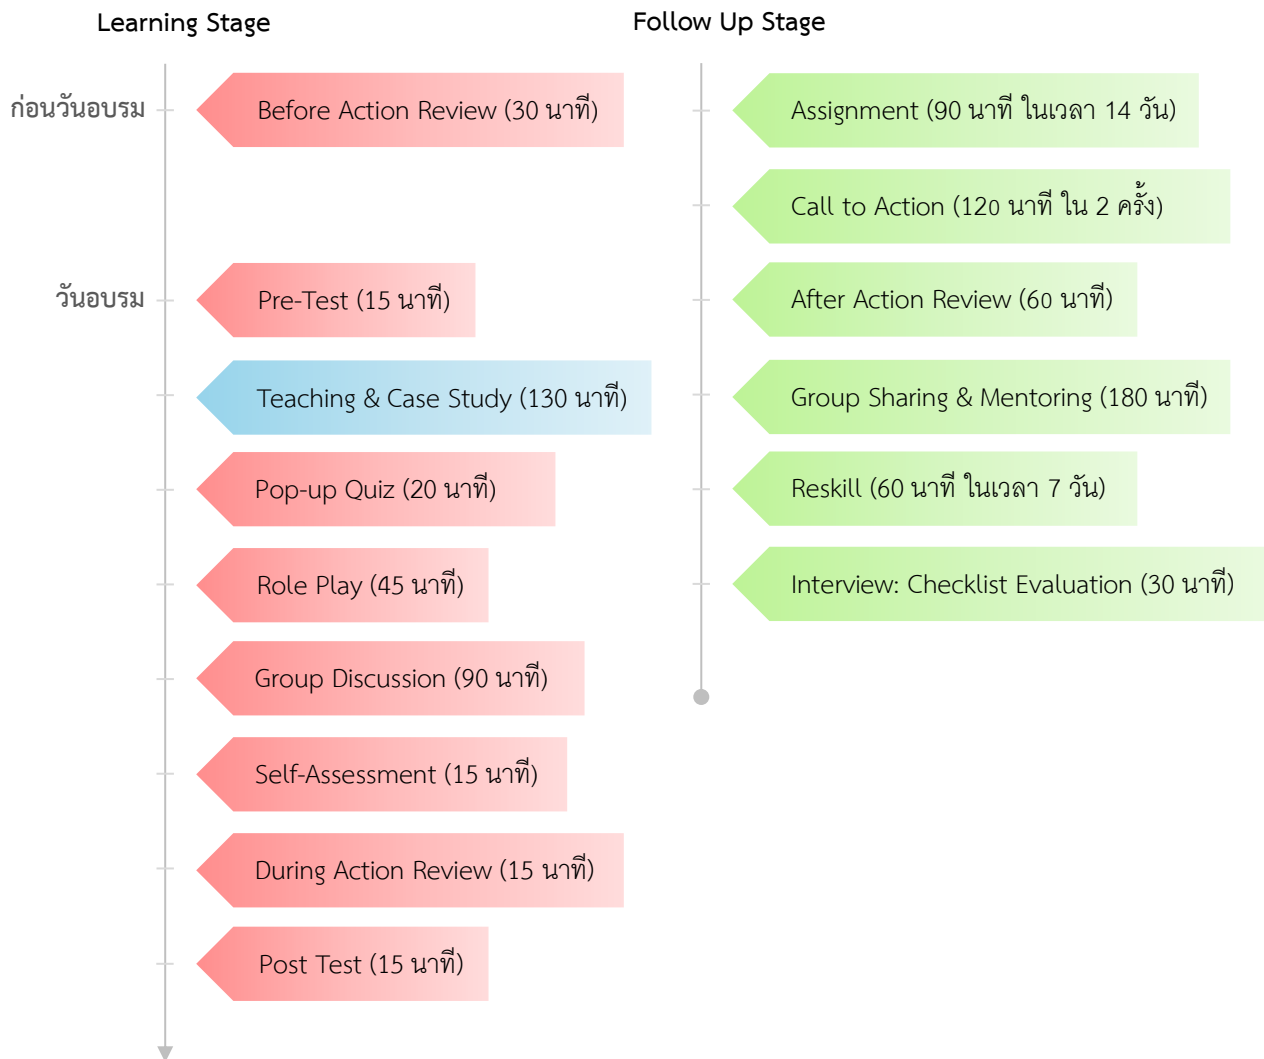 Learning Stage
ก่อนวันอบรม
Before Action Review (30 นาที)
วันอบรม
Pre-Test (15 นาที)
Teaching & Case Study (130 นาที)
Pop-up Quiz (20 นาที)
Role Play (45 นาที)
Group Discussion (90 นาที)
Self-Assessment (15 นาที)
During Action Review (15 นาที)
Post Test (15 นาที)
Follow Up Stage
Assignment (90 นาที ในเวลา 14 วัน)
Call to Action (120 นาที ใน 2 ครั้ง)
After Action Review (60 นาที)
Group Sharing & Mentoring (180 นาที)
Reskill (60 นาที ในเวลา 7 วัน)
Interview: Checklist Evaluation (30 นาที)